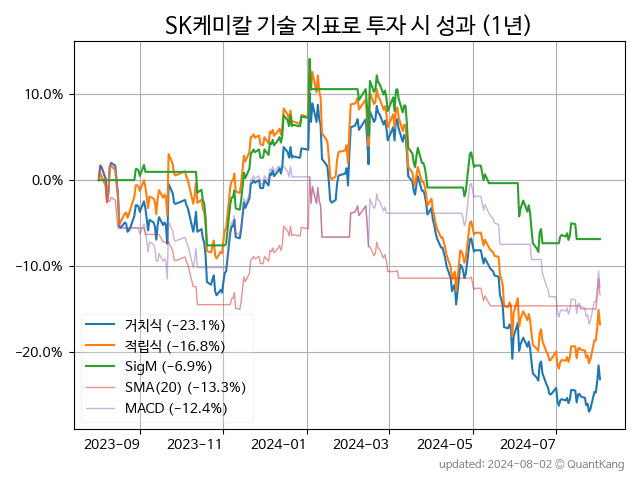 SK케미칼 기술 지표로 투자 시 성과 (1년)
10.0%
0.0%
−10.0%
−20.0%
거치식 (−23.1%)
적립식 (−16.8%)
SigM (−6.9%)
SMA(20) (−13.3%)
MACD (−12.4%)
2023-09
2023-11
2024-01
2024-03
2024-05
2024-07
updated: 2024-08-02 © QuantKang